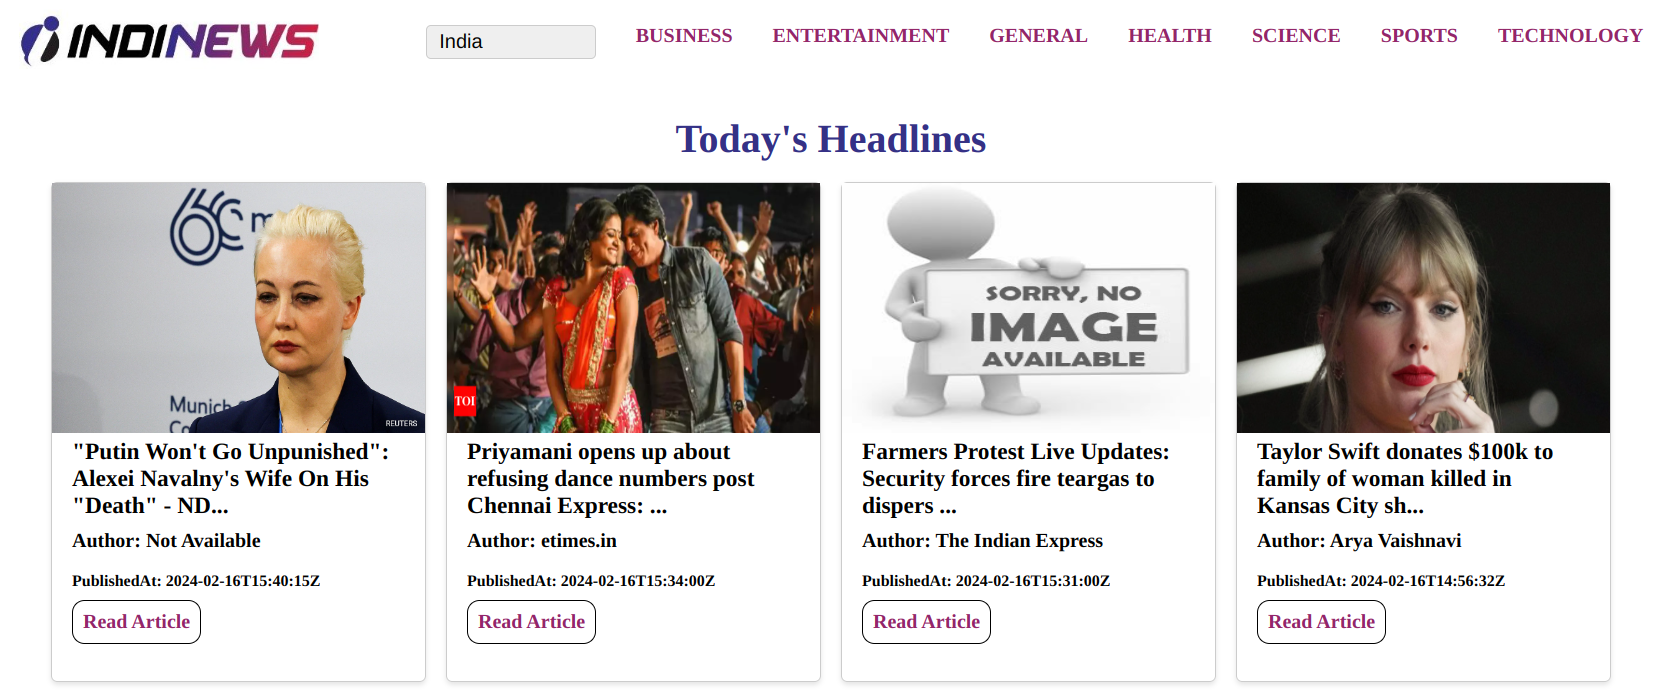 INDINEWS
India
BUSINESS
ENTERTAINMENT
GENERAL
HEALTH
SCIENCE
SPORTS
TECHNOLOGY
Today's Headlines
Munich
Co
REUTERS
"Putin Won't Go Unpunished":
Alexei Navalny's Wife On His
"Death" - ND...
Author: Not Available
PublishedAt: 2024-02-16T15:40:15Z
Read Article
TOI
Priyamani opens up about
refusing dance numbers post
Chennai Express: ...
Author: etimes.in
PublishedAt: 2024-02-16T15:34:00Z
Read Article
SORRY, NO
IMAGE
AVAILABLE
Farmers Protest Live Updates:
Security forces fire teargas to
dispers ...
Author: The Indian Express
PublishedAt: 2024-02-16T15:31:00Z
Read Article
Taylor Swift donates $100k to
family of woman killed in
Kansas City sh...
Author: Arya Vaishnavi
PublishedAt: 2024-02-16T14:56:32Z
Read Article